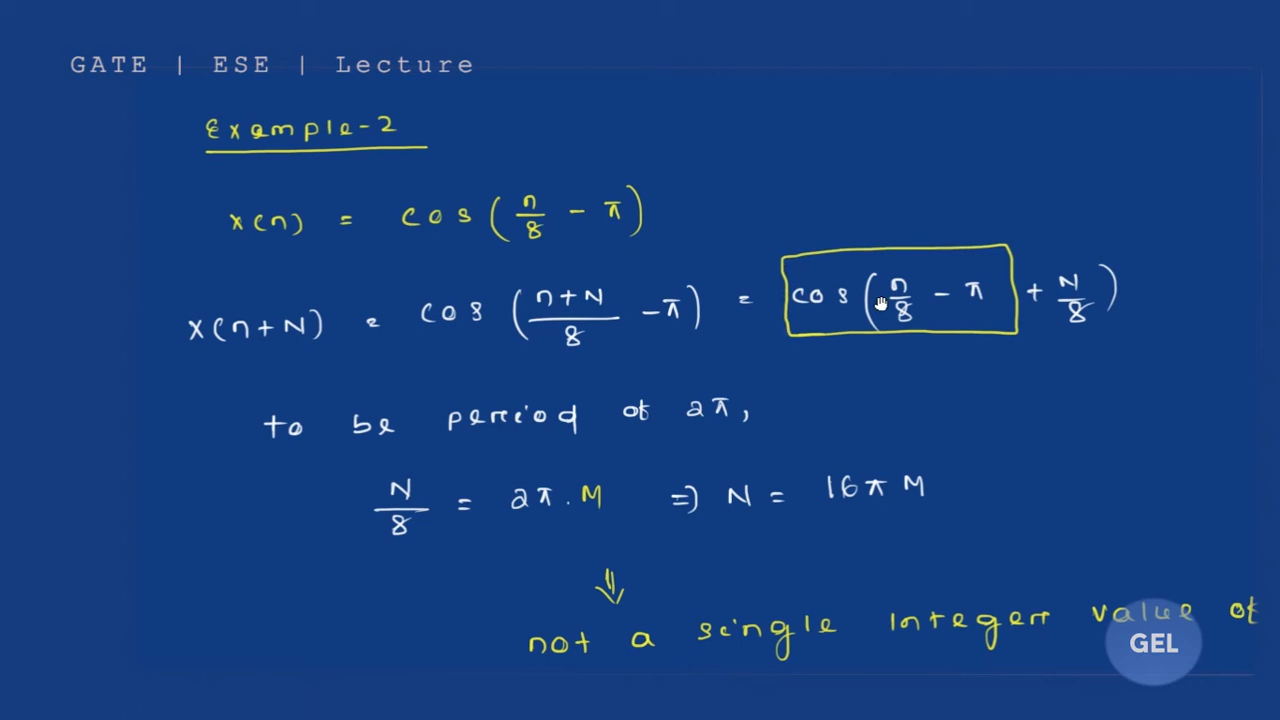 GATE | ESE | Lecture
Example-2
x(n) = cos(n/8 - π)
x(n+N) = cos((n+N)/8 - π) = cos(n/8 - π + N/8)
to be period of 2π,
N/8 = 2π.M ⇒ N = 16πM
⇓
not a single integer value of
GEL